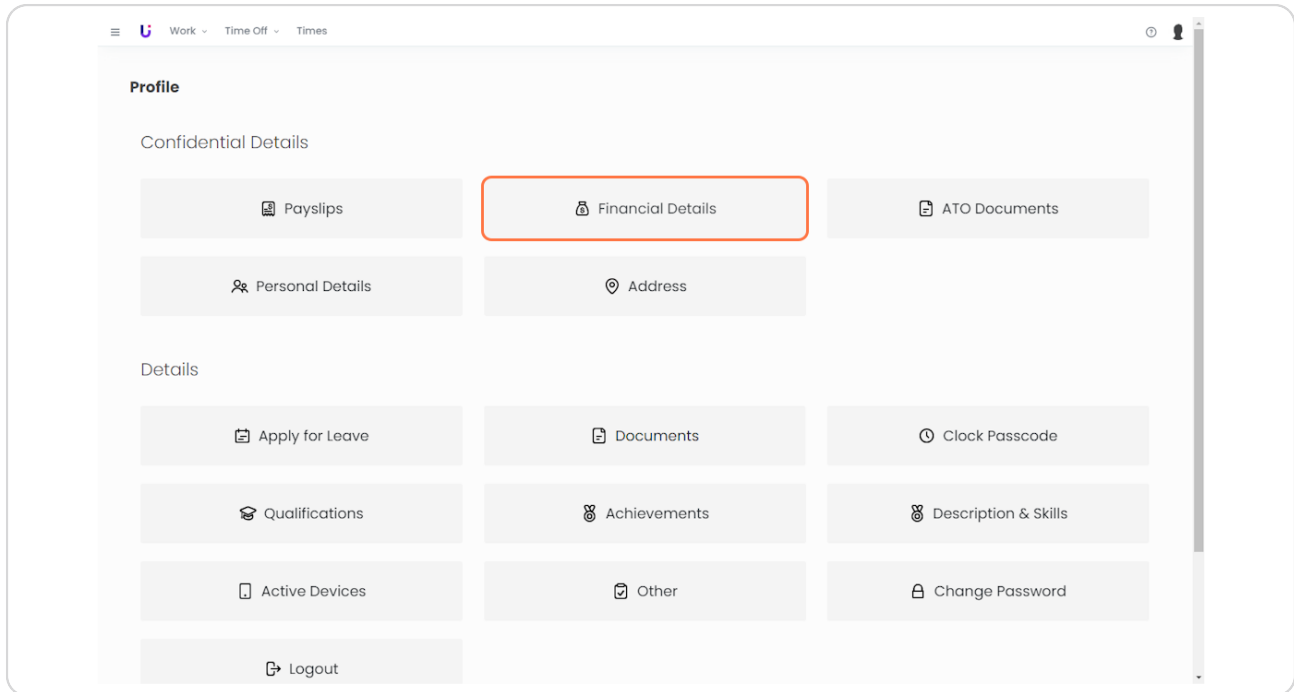 Work Time Off Times
Profile
Confidential Details
Payslips Financial Details ATO Documents
Personal Details Address
Details
Apply for Leave Documents Clock Passcode
Qualifications Achievements Description & Skills
Active Devices Other Change Password
Logout